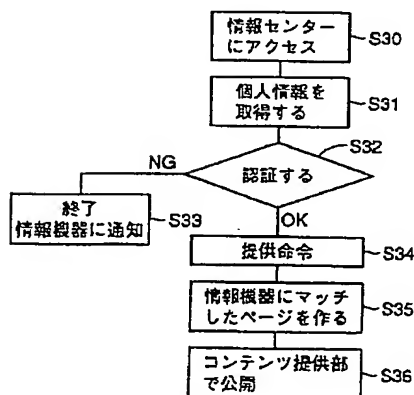 情報センター
にアクセス
S30
個人情報を
取得する
S31
S32
NG
認証する
終了
情報機器に通知
S33
OK
提供命令
S34
情報機器にマッチ
したページを作る
S35
コンテンツ提供部
で公開
S36